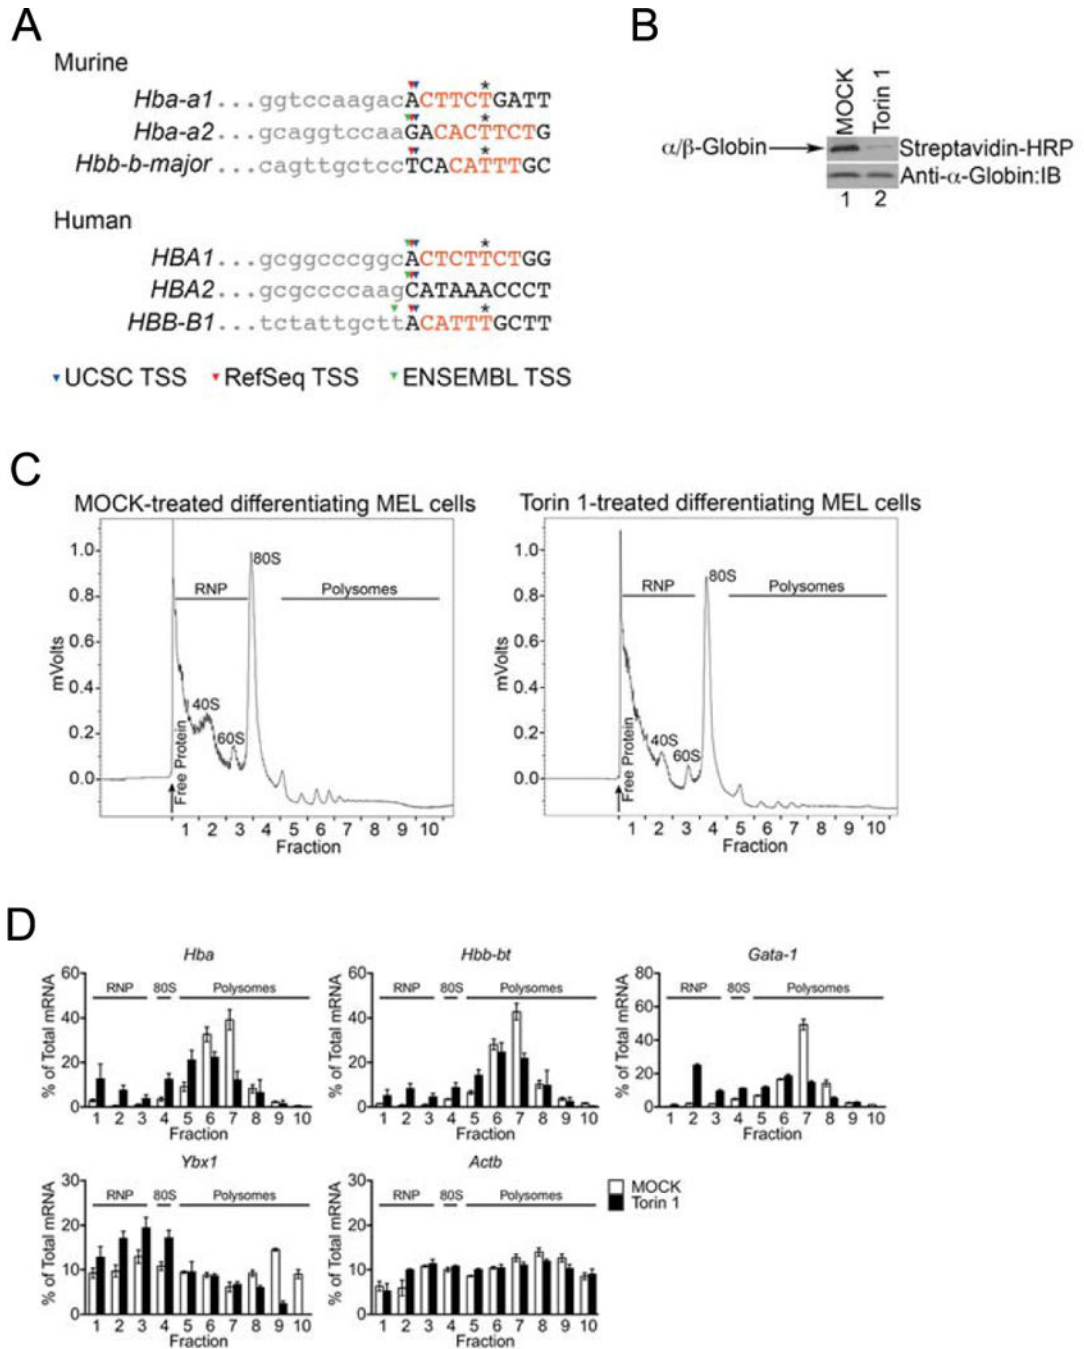 A
Murine
Hba-a1...ggtccaagacACTTCTGATT
Hba-a2...gcaggtccaaGACACTTCTG
Hbb-b-major...cagttgctccTCACATTTGC
Human
HBA1...gcggcccggcACTCTTCTGG
HBA2...gcgccccaagCATAAACCCT
HBB-B1...tctattgcttACATTTGCTT
UCSC TSS RefSeq TSS ENSEMBL TSS
B
MOCK
Torin 1
α/β-Globin Streptavidin-HRP
Anti-α-Globin:IB
1 2
C
MOCK-treated differentiating MEL cells
mVolts
1.0
0.8
0.6
0.4
0.2
0.0
RNP
80S
Polysomes
40S
60S
Free Protein
1 2 3 4 5 6 7 8 9 10
Fraction
Torin 1-treated differentiating MEL cells
mVolts
1.0
0.8
0.6
0.4
0.2
0.0
RNP
80S
Polysomes
40S
60S
Free Protein
1 2 3 4 5 6 7 8 9 10
Fraction
D
Hba
% of Total mRNA
60
40
20
0
RNP 80S Polysomes
1 2 3 4 5 6 7 8 9 10
Fraction
Hbb-bt
% of Total mRNA
60
40
20
0
RNP 80S Polysomes
1 2 3 4 5 6 7 8 9 10
Fraction
Gata-1
% of Total mRNA
80
60
40
20
0
RNP 80S Polysomes
1 2 3 4 5 6 7 8 9 10
Fraction
Ybx1
% of Total mRNA
30
20
10
0
RNP 80S Polysomes
1 2 3 4 5 6 7 8 9 10
Fraction
Actb
% of Total mRNA
30
20
10
0
RNP 80S Polysomes
1 2 3 4 5 6 7 8 9 10
Fraction
MOCK
Torin 1